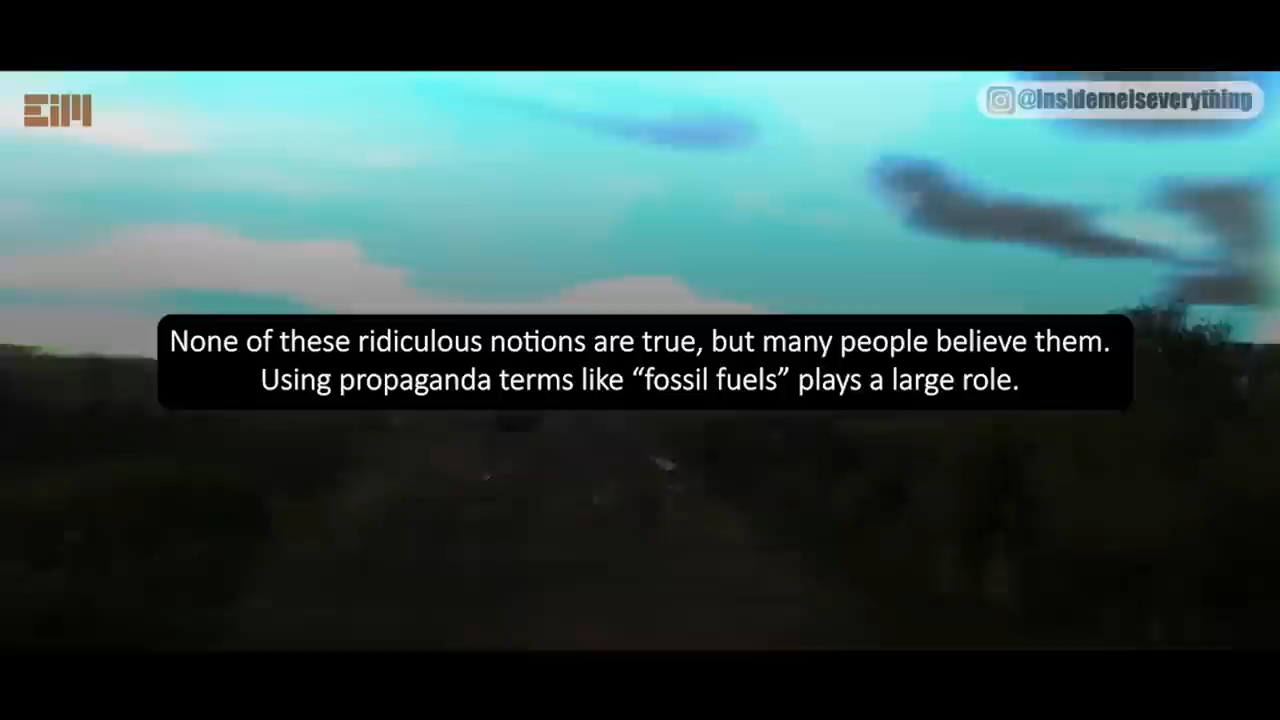 EiM
@Insidemeiseverything
None of these ridiculous notions are true, but many people believe them.
Using propaganda terms like “fossil fuels” plays a large role.